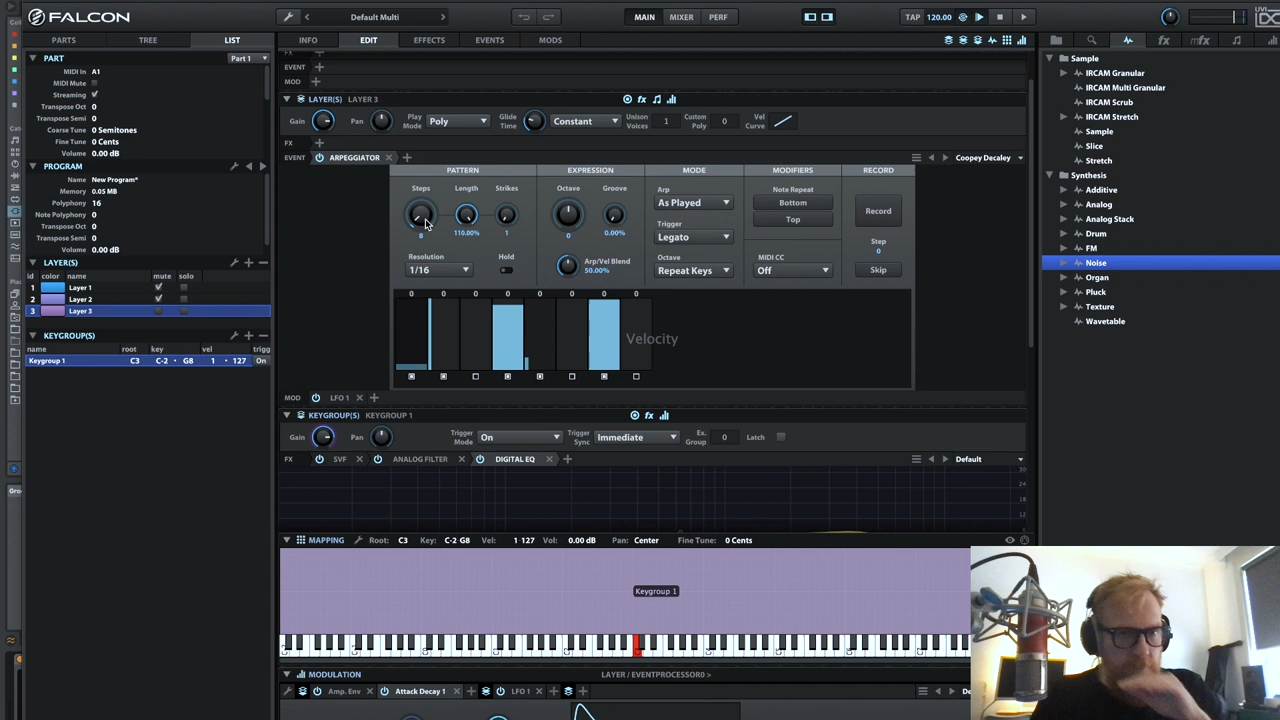 FALCON
Default Multi
MAIN MIXER PERF
TAP 120.00
UVI
PARTS TREE LIST
INFO EDIT EFFECTS EVENTS MODS
PART
Part 1
MIDI In A1
MIDI Mute
Streaming
Transpose Oct 0
Transpose Semi 0
Coarse Tune 0 Semitones
Fine Tune 0 Cents
Volume 0.00 dB
PROGRAM
Name New Program*
Memory 0.05 MB
Polyphony 16
Note Polyphony 0
Transpose Oct 0
Transpose Semi 0
Volume 0.00 dB
LAYER(S)
id color name mute solo
1 Layer 1
2 Layer 2
3 Layer 3
KEYGROUP(S)
name root key vel trigg
Keygroup 1 C3 C-2 • G8 1 • 127 On
FX
EVENT
MOD
LAYER(S) LAYER 3
Gain Pan Play Mode Poly Glide Time Constant Unison Voices 1 Custom Poly 0 Vel Curve
FX
EVENT ARPEGGIATOR Coopey Decaley
PATTERN EXPRESSION MODE MODIFIERS RECORD
Steps Length Strikes
8 110.00% 1
Resolution Hold
1/16
Octave Groove
0 0.00%
Arp/Vel Blend
50.00%
Arp
As Played
Trigger
Legato
Octave
Repeat Keys
Note Repeat
Bottom
Top
MIDI CC
Off
Record
Step
0
Skip
0 0 0 0 0 0 0 0
Velocity
MOD LFO 1
KEYGROUP(S) KEYGROUP 1
Gain Pan Trigger Mode On Trigger Sync Immediate Ex. Group 0 Latch
FX SVF ANALOG FILTER DIGITAL EQ Default
30
24
18
12
MAPPING Root: C3 Key: C-2 G8 Vel: 1·127 Vol: 0.00 dB Pan: Center Fine Tune: 0 Cents
Keygroup 1
MODULATION LAYER / EVENTPROCESSOR0 >
Amp. Env Attack Decay 1 LFO 1
Sample
IRCAM Granular
IRCAM Multi Granular
IRCAM Scrub
IRCAM Stretch
Sample
Slice
Stretch
Synthesis
Additive
Analog
Analog Stack
Drum
FM
Noise
Organ
Pluck
Texture
Wavetable